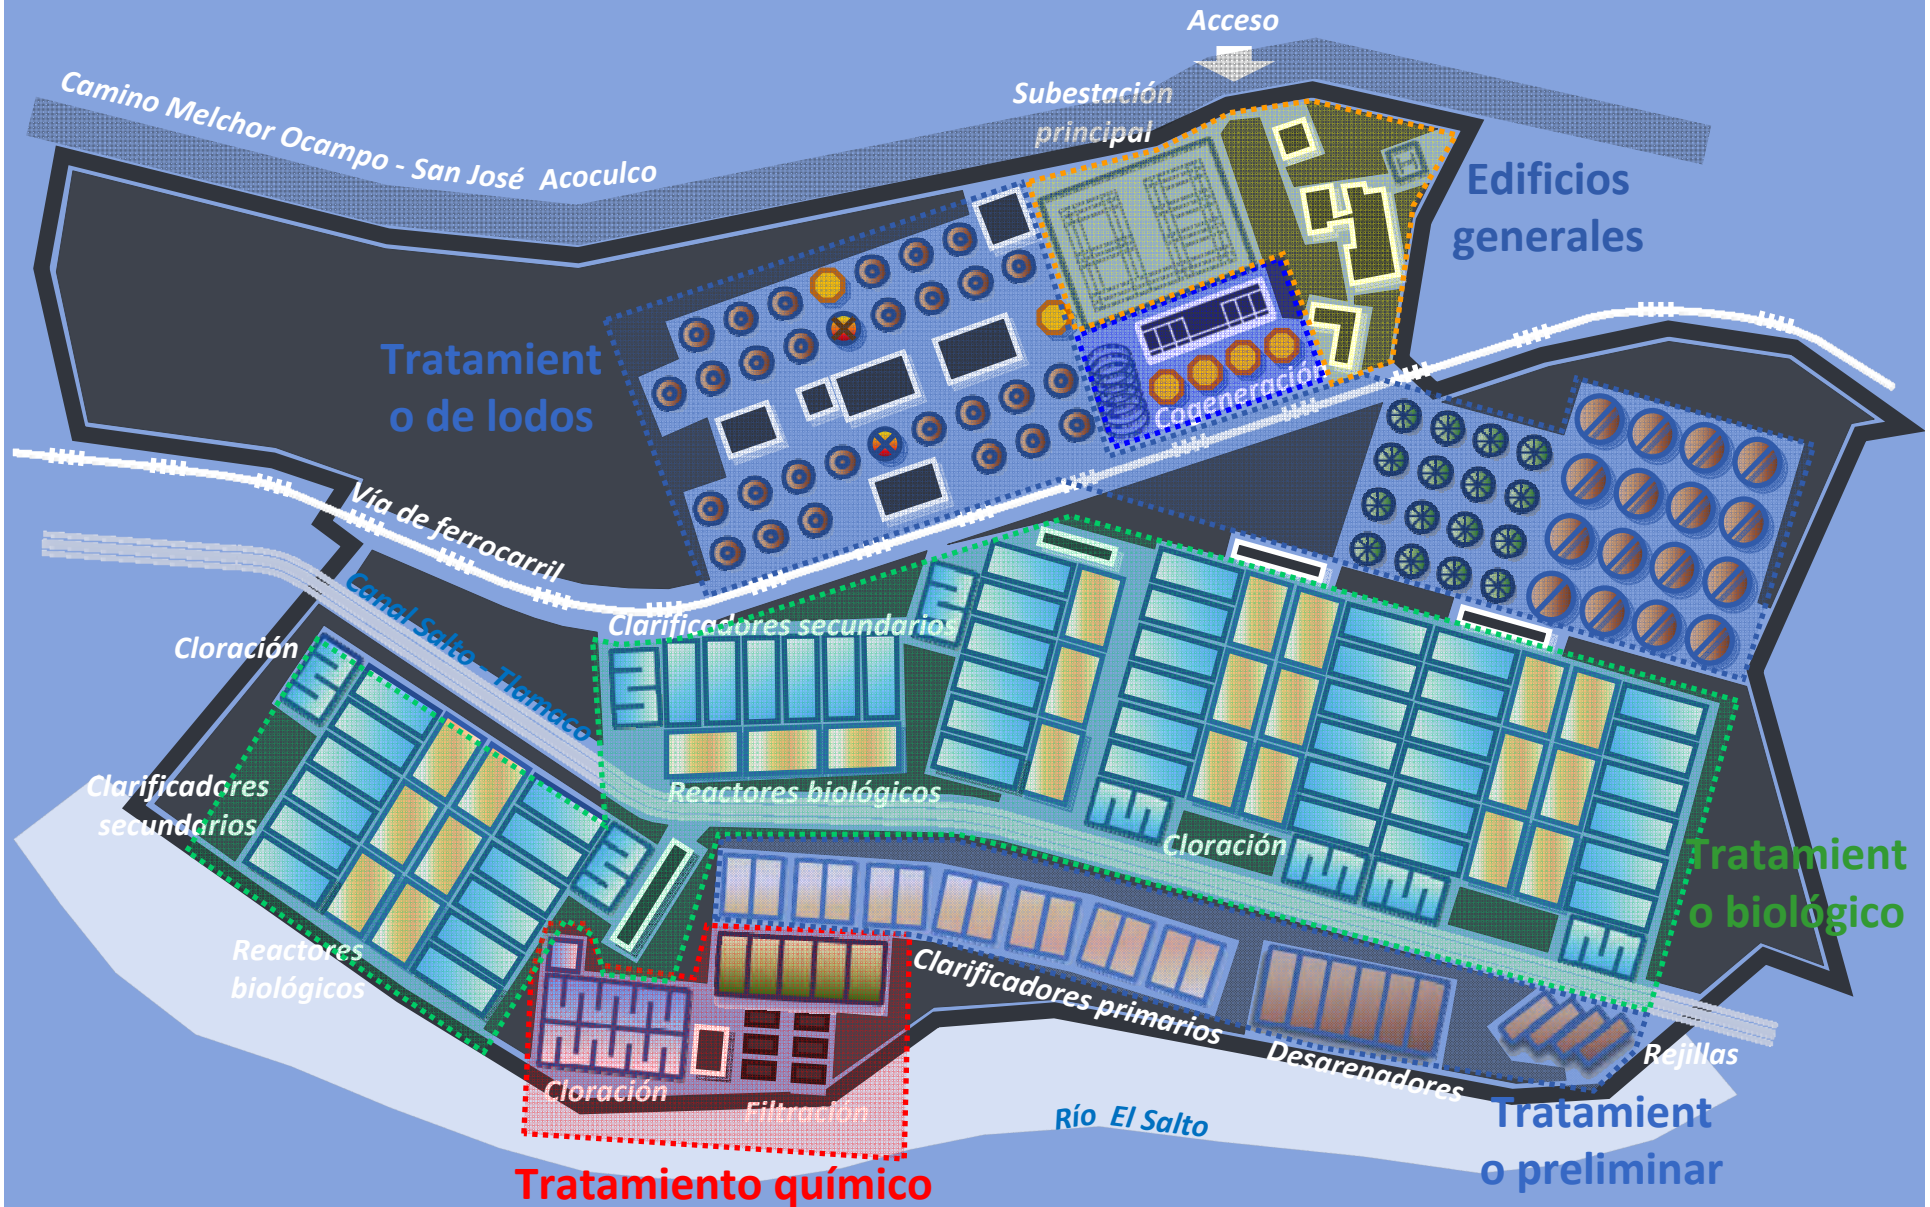 Acceso
Camino Melchor Ocampo - San José Acoculco
Subestación
principal
Edificios
generales
Tratamient
o de lodos
Cogeneración
Vía de ferrocarril
Canal Salto - Tlamaco
Clarificadores secundarios
Cloración
Clarificadores
secundarios
Reactores biológicos
Cloración
Tratamient
o biológico
Reactores
biológicos
Clarificadores primarios
Desarenadores
Rejillas
Cloración
Filtración
Río El Salto
Tratamient
o preliminar
Tratamiento químico